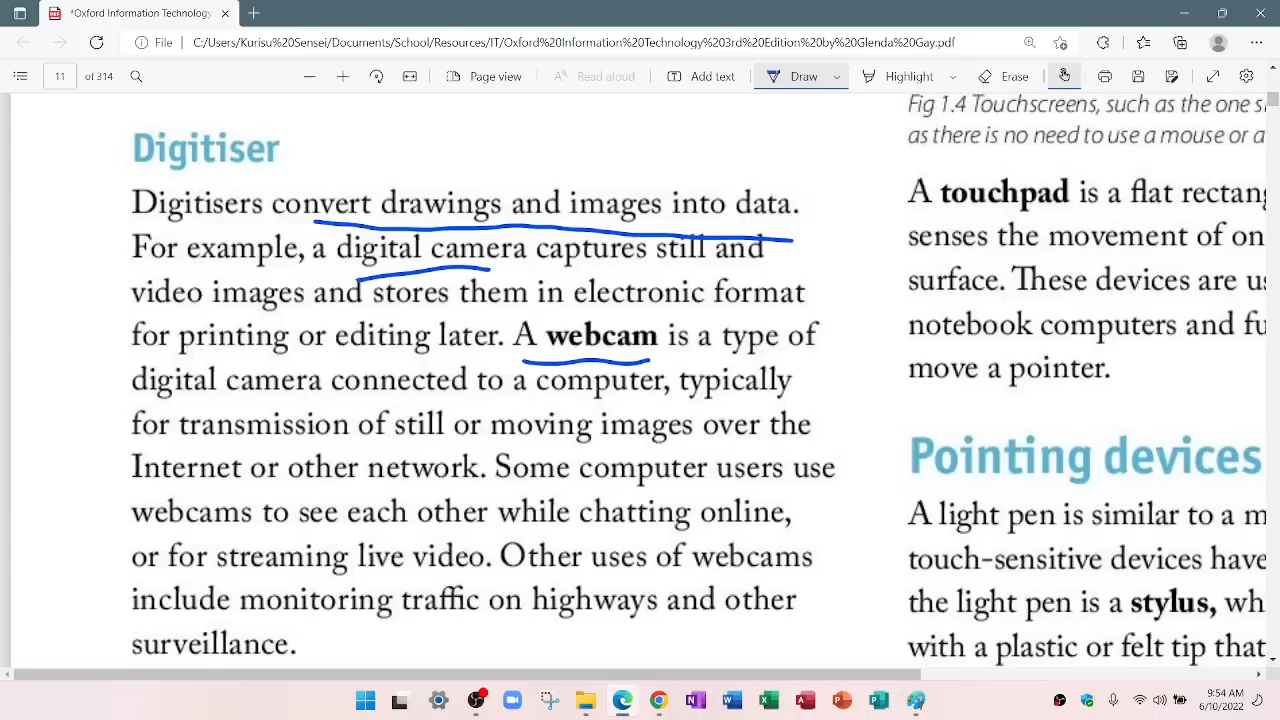 *Oxford Information Technology
File
C:/Users/Kurisu%20Sensei/Documents/School/Resources/IT/Oxford%20Information%20Technology%203rd%20Edition%20by%20Glenda%20Gay.pdf
11 of 314
Page view
Read aloud
Add text
Draw
Highlight
Erase
Digitiser
Digitisers convert drawings and images into data.
For example, a digital camera captures still and
video images and stores them in electronic format
for printing or editing later. A webcam is a type of
digital camera connected to a computer, typically
for transmission of still or moving images over the
Internet or other network. Some computer users use
webcams to see each other while chatting online,
or for streaming live video. Other uses of webcams
include monitoring traffic on highways and other
surveillance.
Fig 1.4 Touchscreens, such as the one s
as there is no need to use a mouse or a
A touchpad is a flat rectang
senses the movement of on
surface. These devices are us
notebook computers and fu
move a pointer.
Pointing devices
A light pen is similar to a m
touch-sensitive devices have
the light pen is a stylus, wh
with a plastic or felt tip that
9:54 AM
6/10/2022